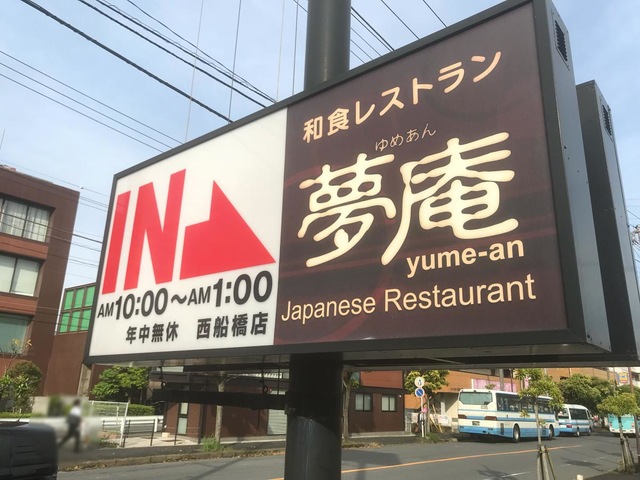 IN
AM10:00〜AM1:00
年中無休 西船橋店
和食レストラン
ゆめあん
夢庵
yume-an
Japanese Restaurant